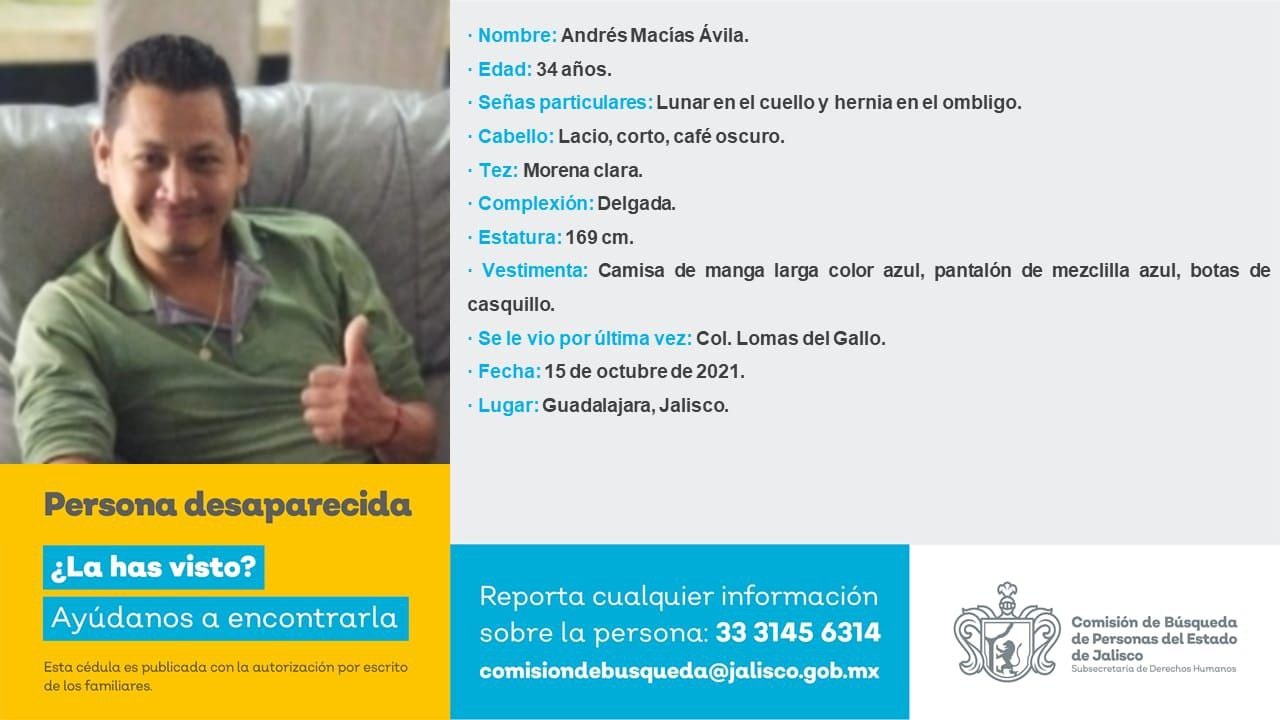 · Nombre: Andrés Macías Ávila.
· Edad: 34 años.
· Señas particulares: Lunar en el cuello y hernia en el ombligo.
· Cabello: Lacio, corto, café oscuro.
· Tez: Morena clara.
· Complexión: Delgada.
· Estatura: 169 cm.
· Vestimenta: Camisa de manga larga color azul, pantalón de mezclilla azul, botas de
casquillo.
· Se le vio por última vez: Col. Lomas del Gallo.
· Fecha: 15 de octubre de 2021.
· Lugar: Guadalajara, Jalisco.
Persona desaparecida
¿La has visto?
Ayúdanos a encontrarla
Esta cédula es publicada con la autorización por escrito
de los familiares.
Reporta cualquier información
sobre la persona: 33 3145 6314
comisiondebusqueda@jalisco.gob.mx
Comisión de Búsqueda
de Personas del Estado
de Jalisco
Subsecretaría de Derechos Humanos